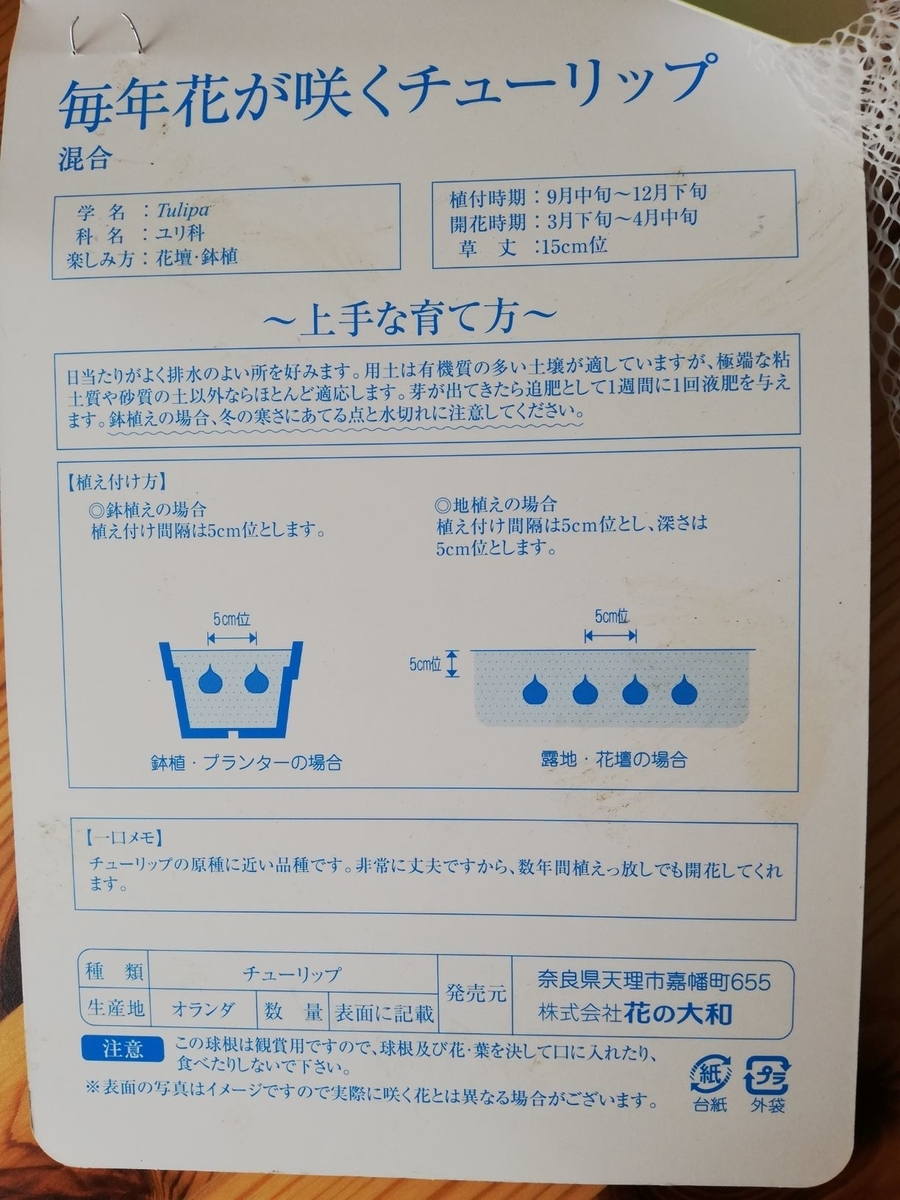 毎年花が咲くチューリップ
混合
学名：Tulipa
科名：ユリ科
楽しみ方：花壇・鉢植
植付時期：9月中旬～12月下旬
開花時期：3月下旬～4月中旬
草丈：15cm位
～上手な育て方～
日当たりがよく排水のよい所を好みます。用土は有機質の多い土壌が適していますが、極端な粘
土質や砂質の土以外ならほとんど適応します。芽が出てきたら追肥として1週間に1回液肥を与え
ます。鉢植えの場合、冬の寒さにあてる点と水切れに注意してください。
【植え付け方】
◎鉢植えの場合
植え付け間隔は5cm位とします。
◎地植えの場合
植え付け間隔は5cm位とし、深さは
5cm位とします。
5cm位
鉢植・プランターの場合
5cm位
5cm位
露地・花壇の場合
【一口メモ】
チューリップの原種に近い品種です。非常に丈夫ですから、数年間植えっ放しでも開花してくれ
ます。
種類 チューリップ
生産地 オランダ 数量 表面に記載
発売元
奈良県天理市嘉幡町655
株式会社花の大和
注意 この球根は観賞用ですので、球根及び花・葉を決して口に入れたり、
食べたりしないで下さい。
※表面の写真はイメージですので実際に咲く花とは異なる場合がございます。
紙
台紙
プラ
外袋